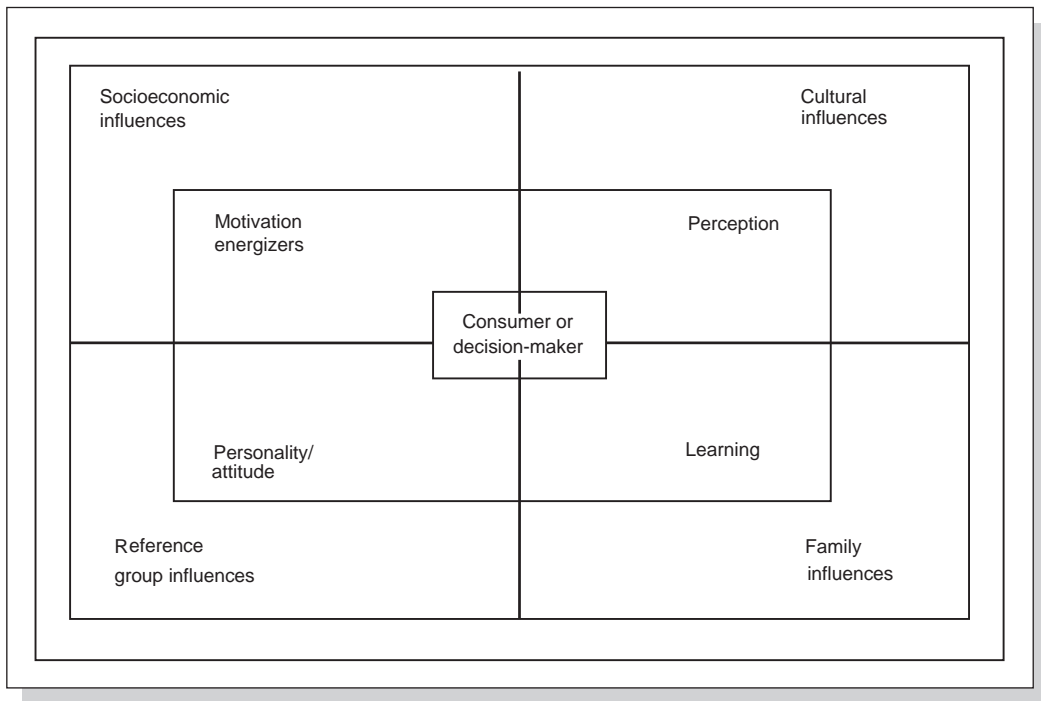 Socioeconomic
influences
Cultural
influences
Motivation
energizers
Perception
Consumer or
decision-maker
Personality/
attitude
Learning
Reference
group influences
Family
influences